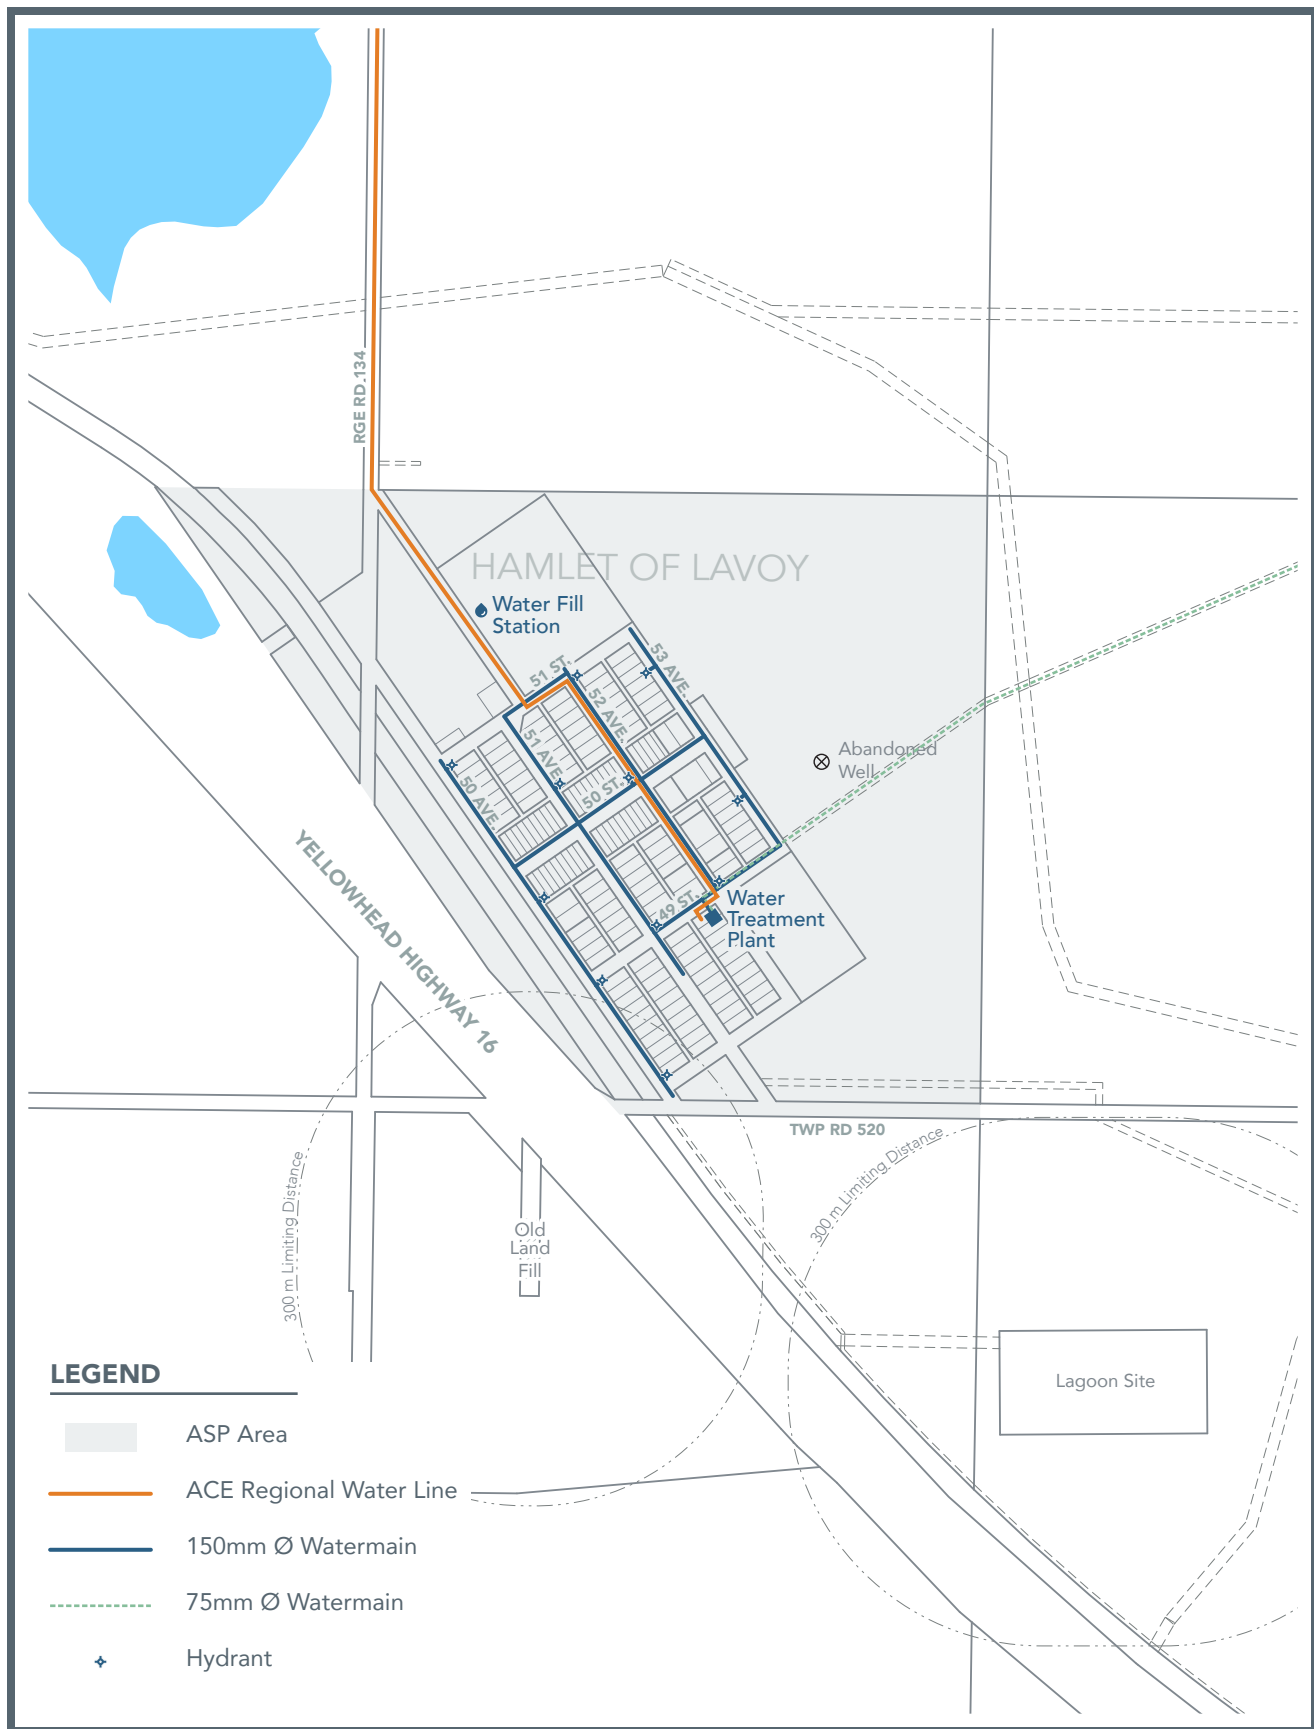 RGE RD.134
HAMLET OF LAVOY
Water Fill
Station
51 ST.
53 AVE.
52 AVE.
51 AVE.
50 ST.
50 AVE.
Abandoned
Well
YELLOWHEAD HIGHWAY 16
49 ST.
Water
Treatment
Plant
TWP RD 520
300 m Limiting Distance
300 m Limiting Distance
Old
Land
Fill
Lagoon Site
LEGEND
ASP Area
ACE Regional Water Line
150mm Ø Watermain
75mm Ø Watermain
Hydrant